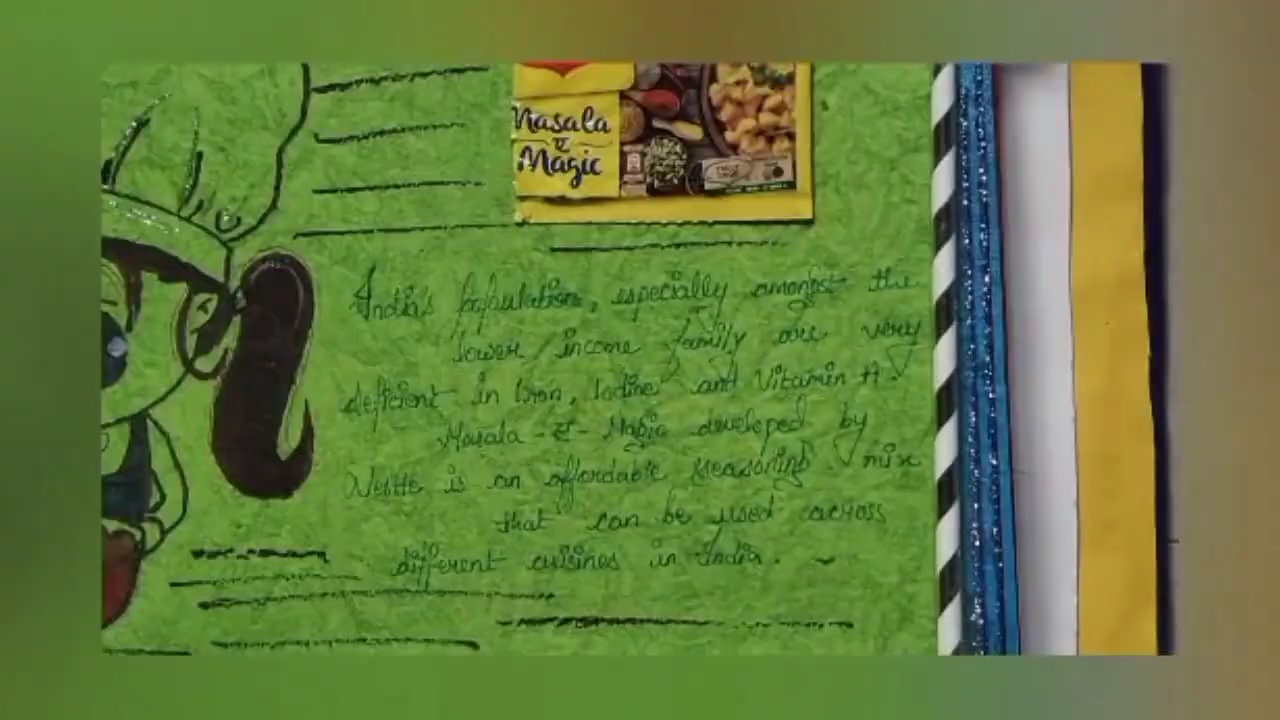 Masala
ए
Magic
India's population, especially amongst the
lower income family are very
deficient in Iron, Iodine and Vitamin A.
Masala-ए-Magic developed by
Nestle is an affordable seasoning mix
that can be used across
different cuisines in India.